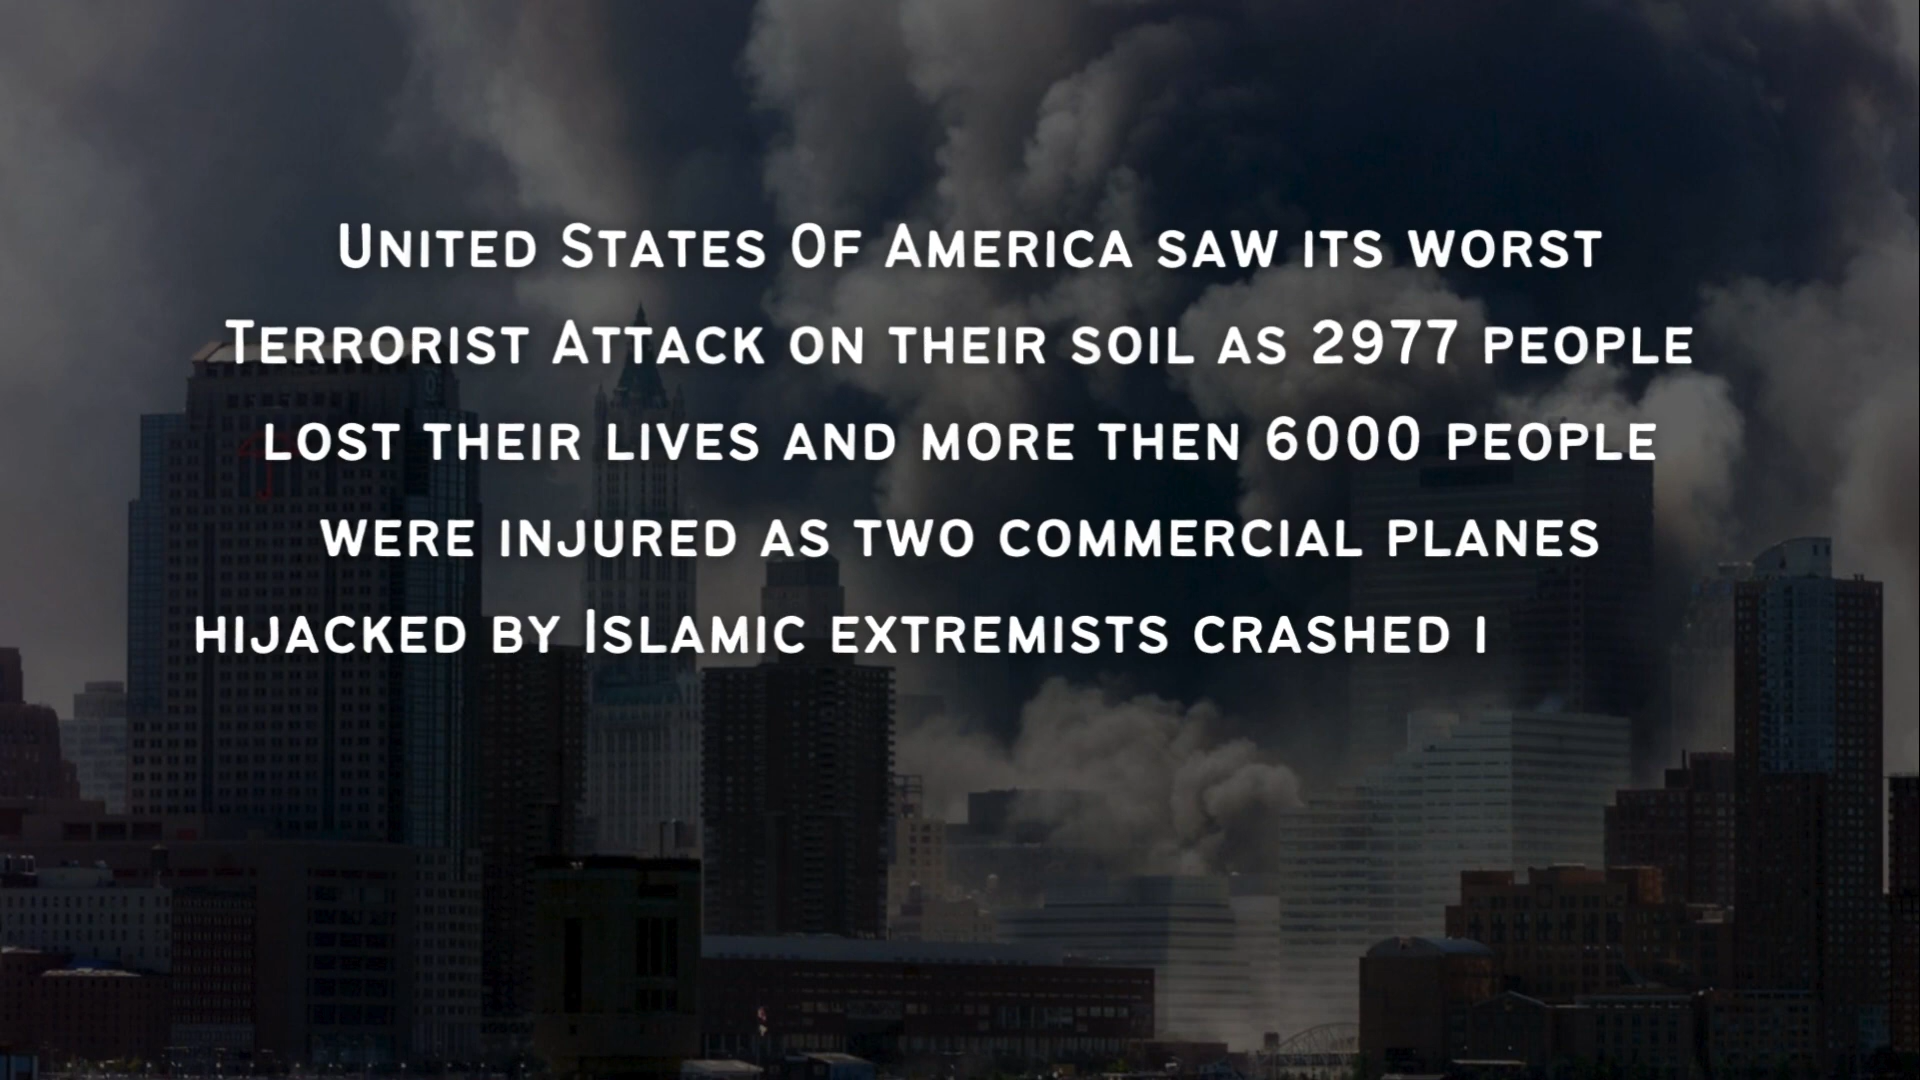 United States Of America saw its worst
Terrorist Attack on their soil as 2977 people
lost their lives and more then 6000 people
were injured as two commercial planes
hijacked by Islamic extremists crashed i